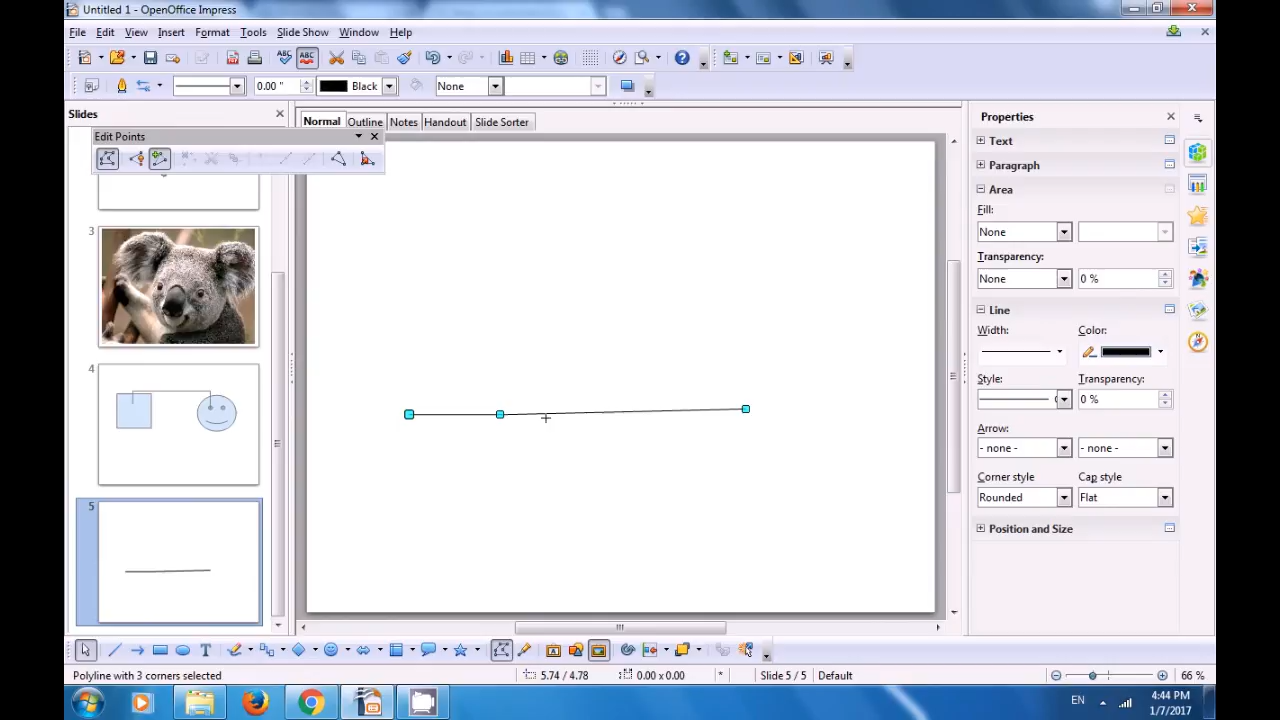 Untitled 1 - OpenOffice Impress
File Edit View Insert Format Tools Slide Show Window Help
ABC ABC
0.00 " Black None
Slides
Normal Outline Notes Handout Slide Sorter
Properties
Edit Points
Text
Paragraph
Area
Fill:
None
Transparency:
None 0 %
Line
Width: Color:
Style: Transparency:
0 %
Arrow:
- none - - none -
Corner style Cap style
Rounded Flat
Position and Size
3
4
5
T
Polyline with 3 corners selected 5.74 / 4.78 0.00 x 0.00 * Slide 5 / 5 Default 66 %
EN
4:44 PM
1/7/2017